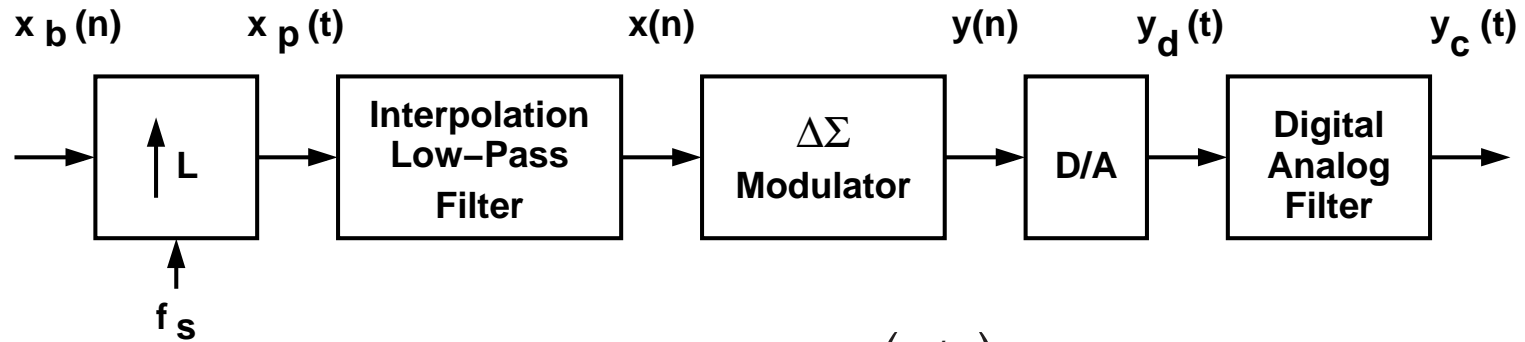 x b (n) x p (t) x(n) y(n) y d (t) y c (t)
↑ L
Interpolation
Low−Pass
Filter
ΔΣ
Modulator
D/A
Digital
Analog
Filter
f s